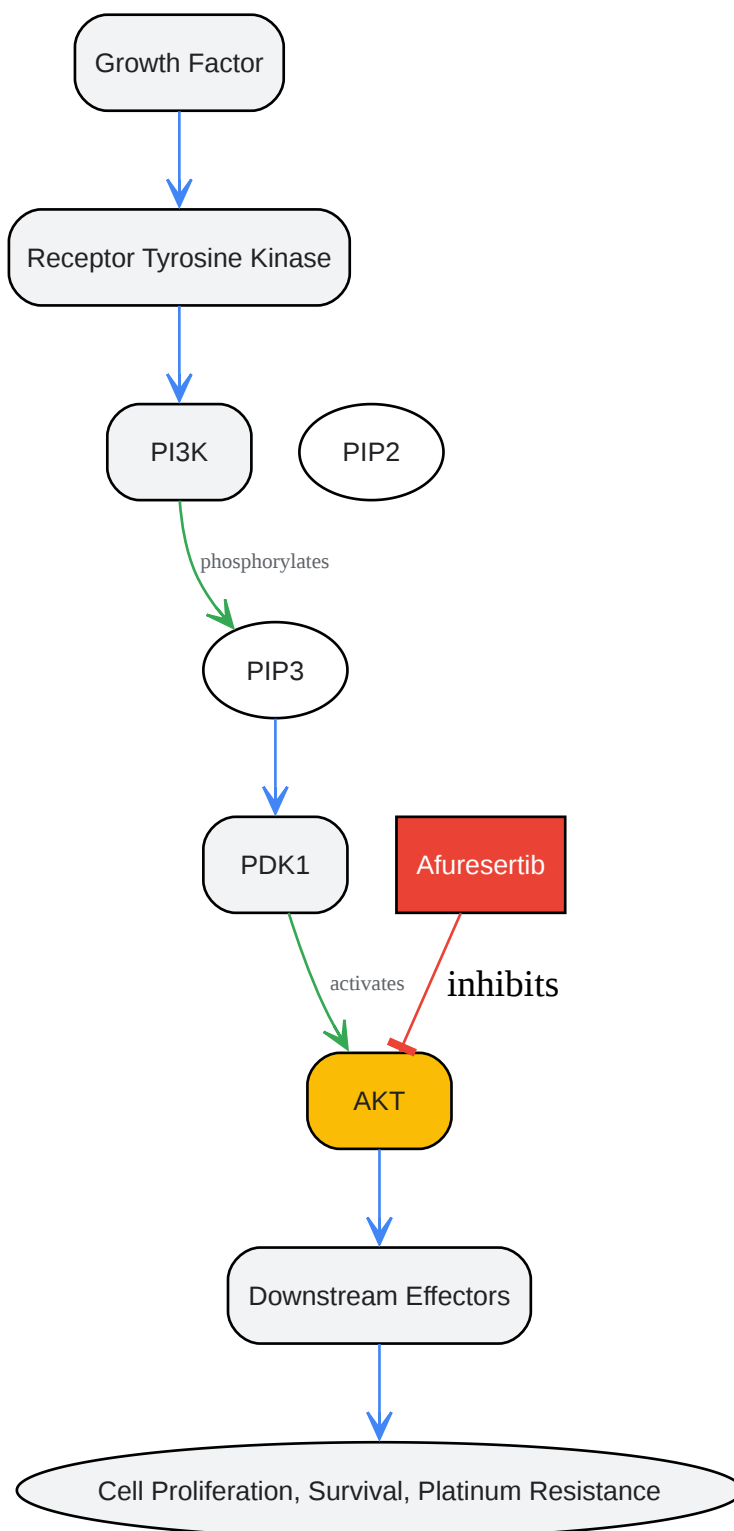 Growth Factor
Receptor Tyrosine Kinase
PI3K
PIP2
phosphorylates
PIP3
PDK1
Afuresertib
activates
inhibits
AKT
Downstream Effectors
Cell Proliferation, Survival, Platinum Resistance